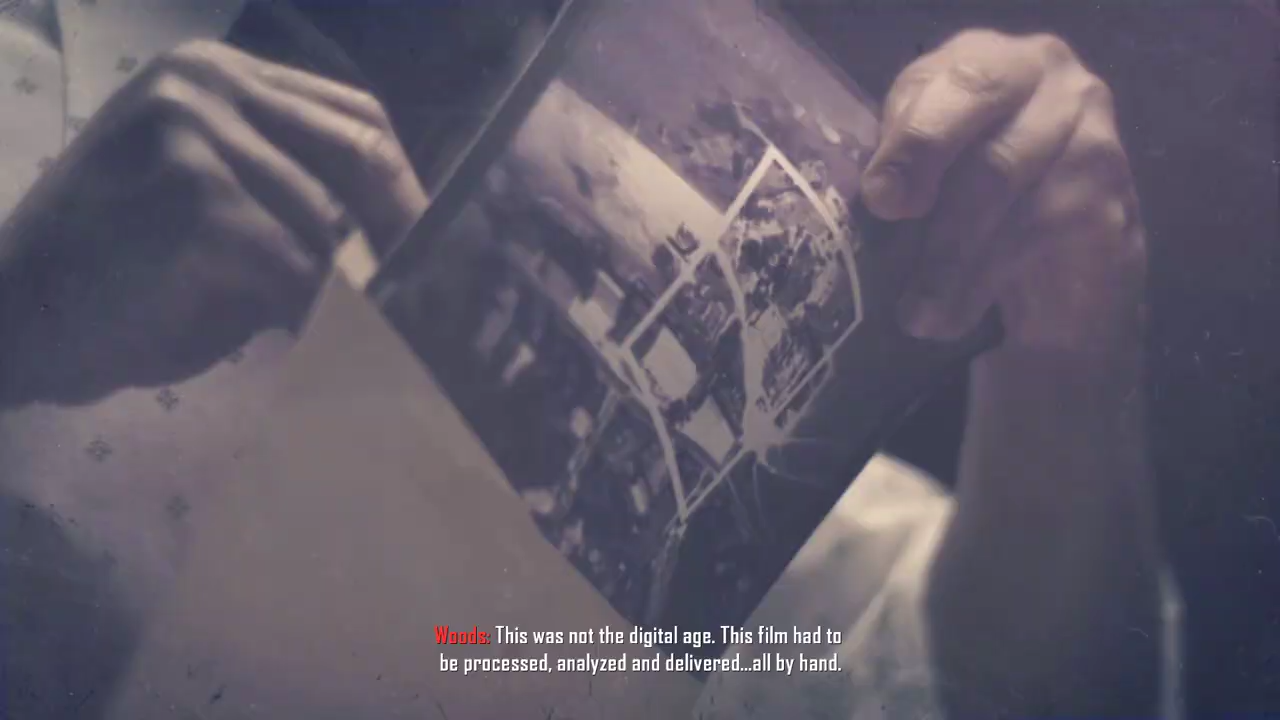 Woods: This was not the digital age. This film had to
be processed, analyzed and delivered...all by hand.